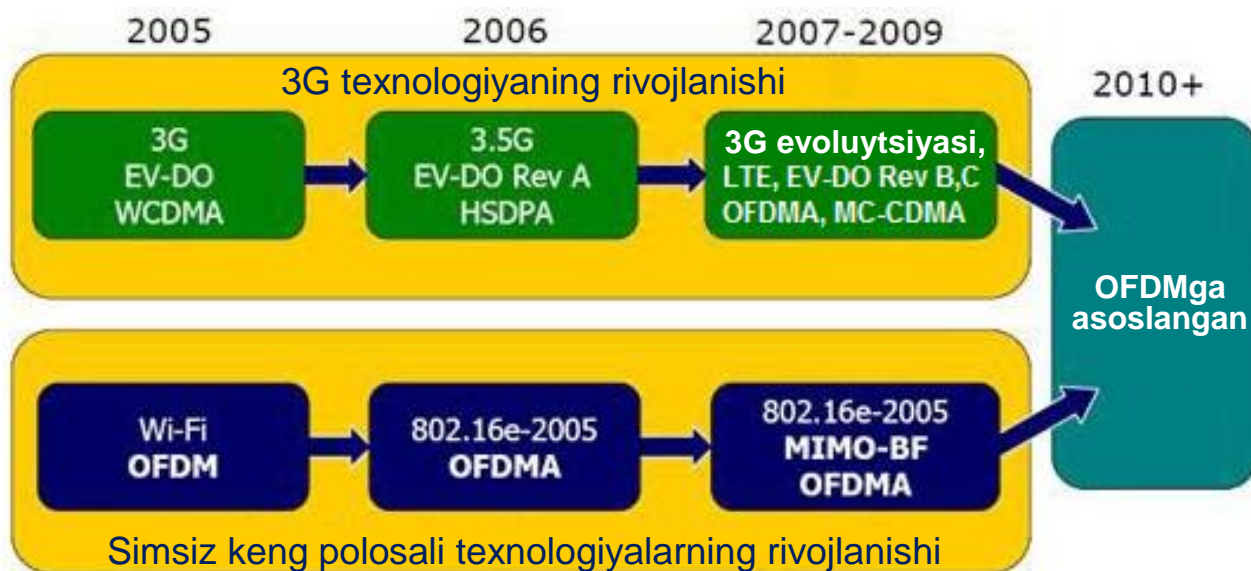 2005
2006
2007-2009
2010+
3G texnologiyaning rivojlanishi
3G
EV-DO
WCDMA
3.5G
EV-DO Rev A
HSDPA
3G evoluytsiyasi,
LTE, EV-DO Rev B,C
OFDMA, MC-CDMA
OFDMga
asoslangan
Wi-Fi
OFDM
802.16e-2005
OFDMA
802.16e-2005
MIMO-BF
OFDMA
Simsiz keng polosali texnologiyalarning rivojlanishi